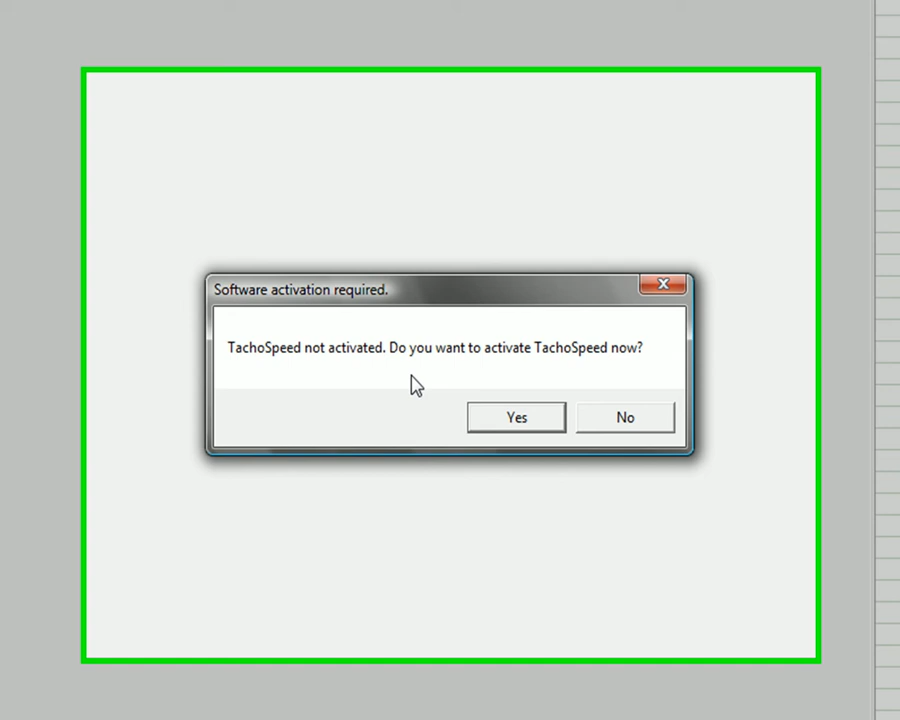 Software activation required.
TachoSpeed not activated. Do you want to activate TachoSpeed now?
Yes
No